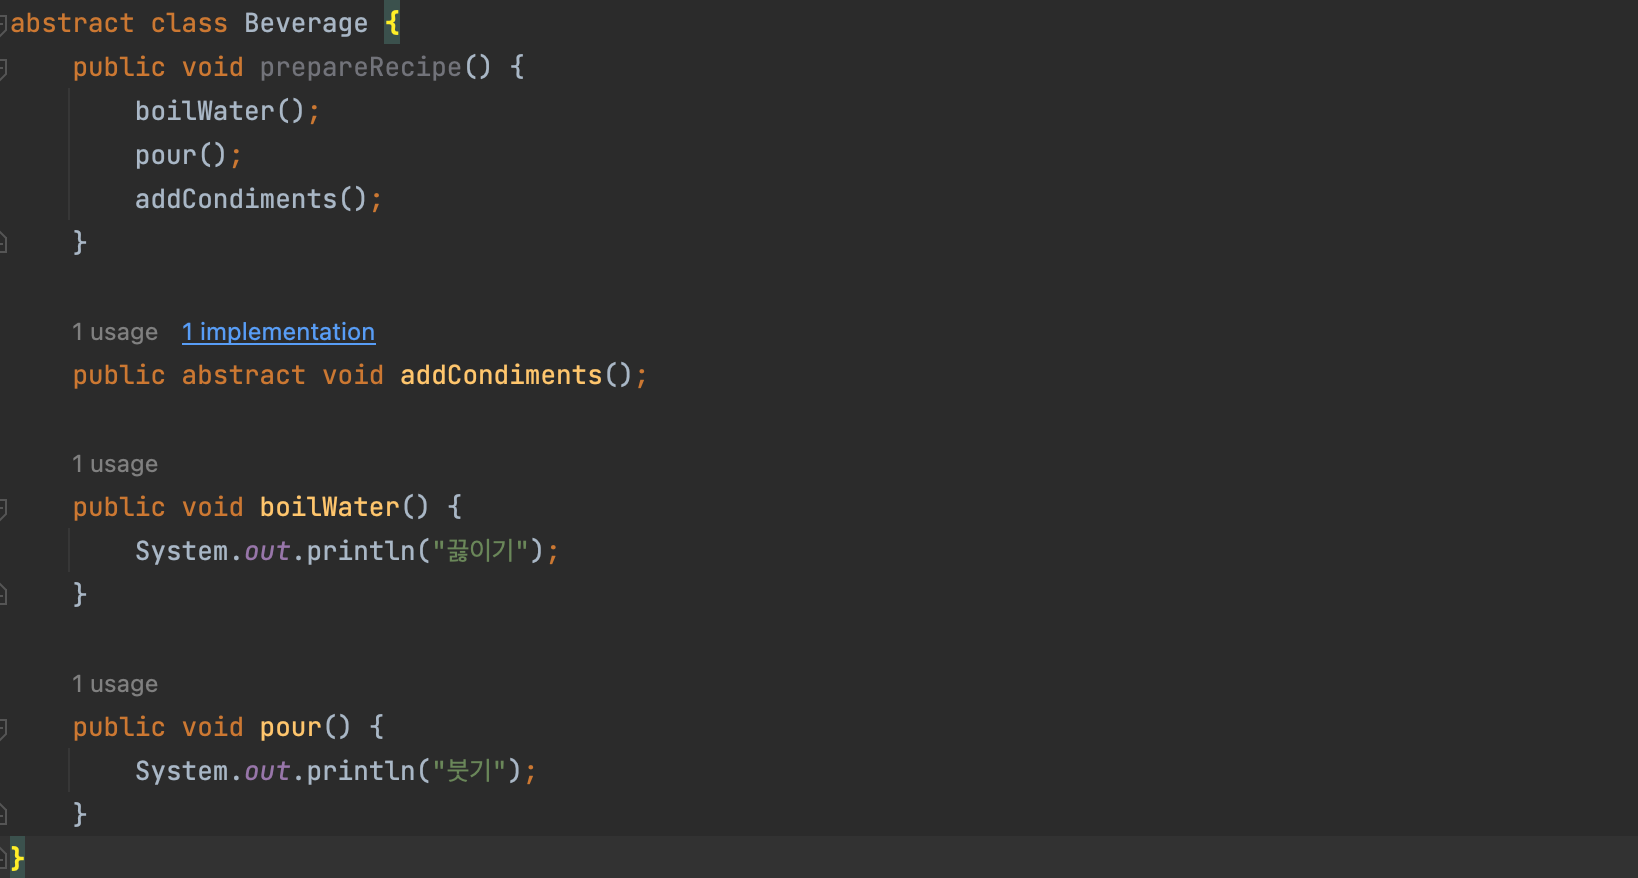 abstract class Beverage {
public void prepareRecipe() {
boilWater();
pour();
addCondiments();
}
1 usage 1 implementation
public abstract void addCondiments();
1 usage
public void boilWater() {
System.out.println("끓이기");
}
1 usage
public void pour() {
System.out.println("붓기");
}
}